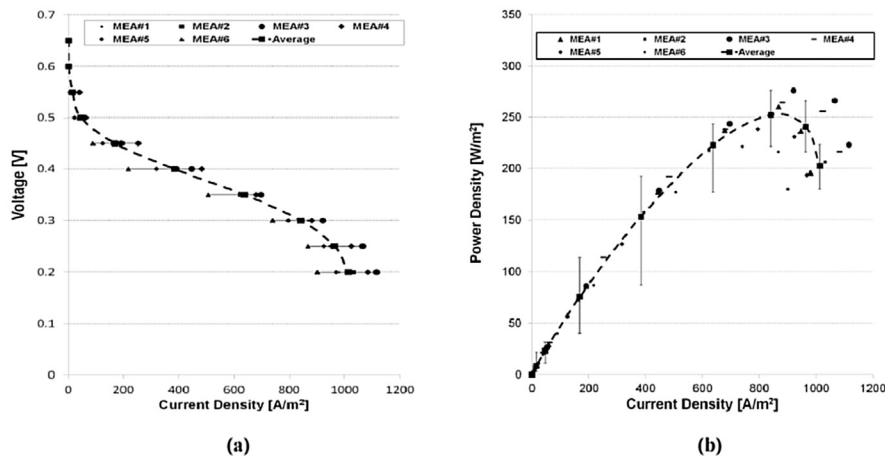 MEA#1 MEA#2 MEA#3 MEA#4
MEA#5 MEA#6 Average
Voltage [V]
0.7
0.6
0.5
0.4
0.3
0.2
0.1
0
0 200 400 600 800 1000 1200
Current Density [A/m²]
(a)
MEA#1 MEA#2 MEA#3 MEA#4
MEA#5 MEA#6 Average
Power Density [W/m²]
350
300
250
200
150
100
50
0
0 200 400 600 800 1000 1200
Current Density [A/m²]
(b)